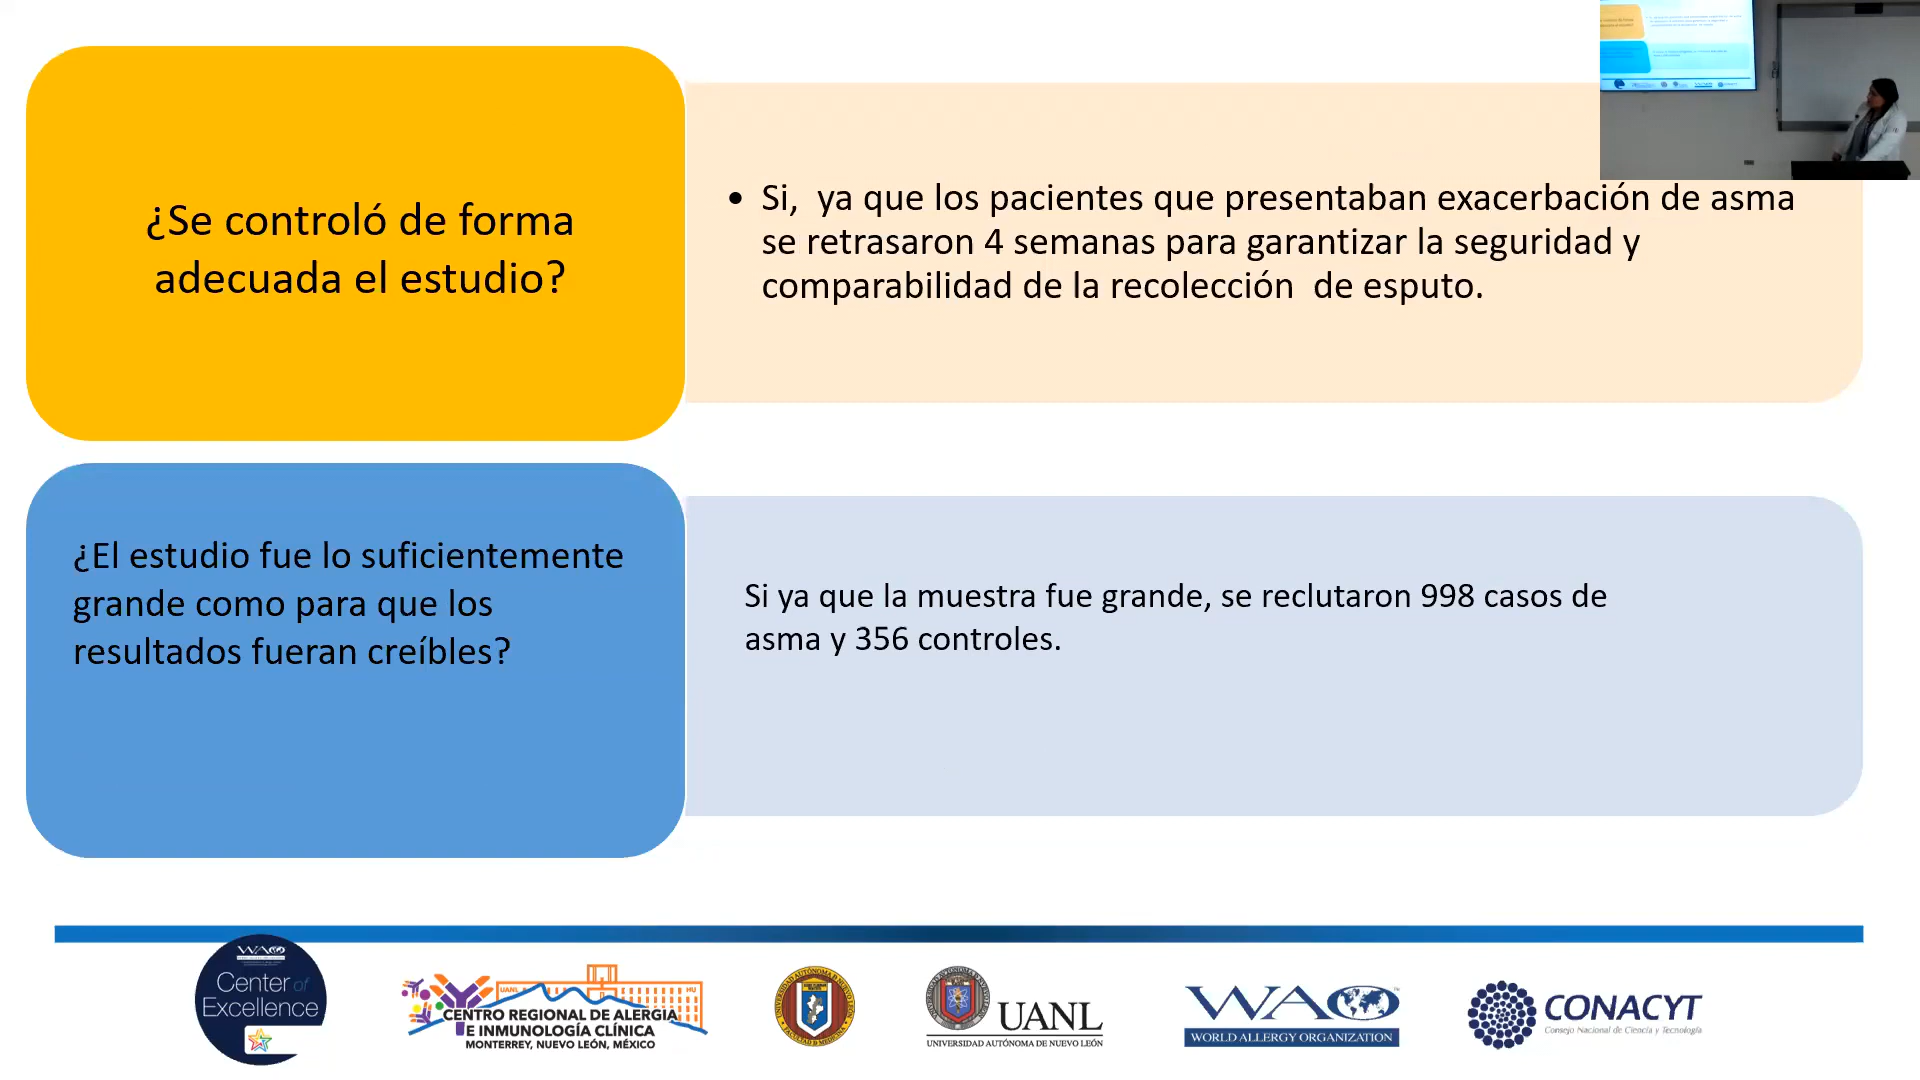 ¿Se controló de forma
adecuada el estudio?
• Si,  ya que los pacientes que presentaban exacerbación de asma
se retrasaron 4 semanas para garantizar la seguridad y
comparabilidad de la recolección  de esputo.
¿El estudio fue lo suficientemente
grande como para que los
resultados fueran creíbles?
Si ya que la muestra fue grande, se reclutaron 998 casos de
asma y 356 controles.
WAO
Center of
Excellence
UANL
HU
CENTRO REGIONAL DE ALERGIA
E INMUNOLOGÍA CLÍNICA
MONTERREY, NUEVO LEÓN, MÉXICO
UANL
UNIVERSIDAD AUTÓNOMA DE NUEVO LEÓN
WAO
WORLD ALLERGY ORGANIZATION
CONACYT
Consejo Nacional de Ciencia y Tecnología